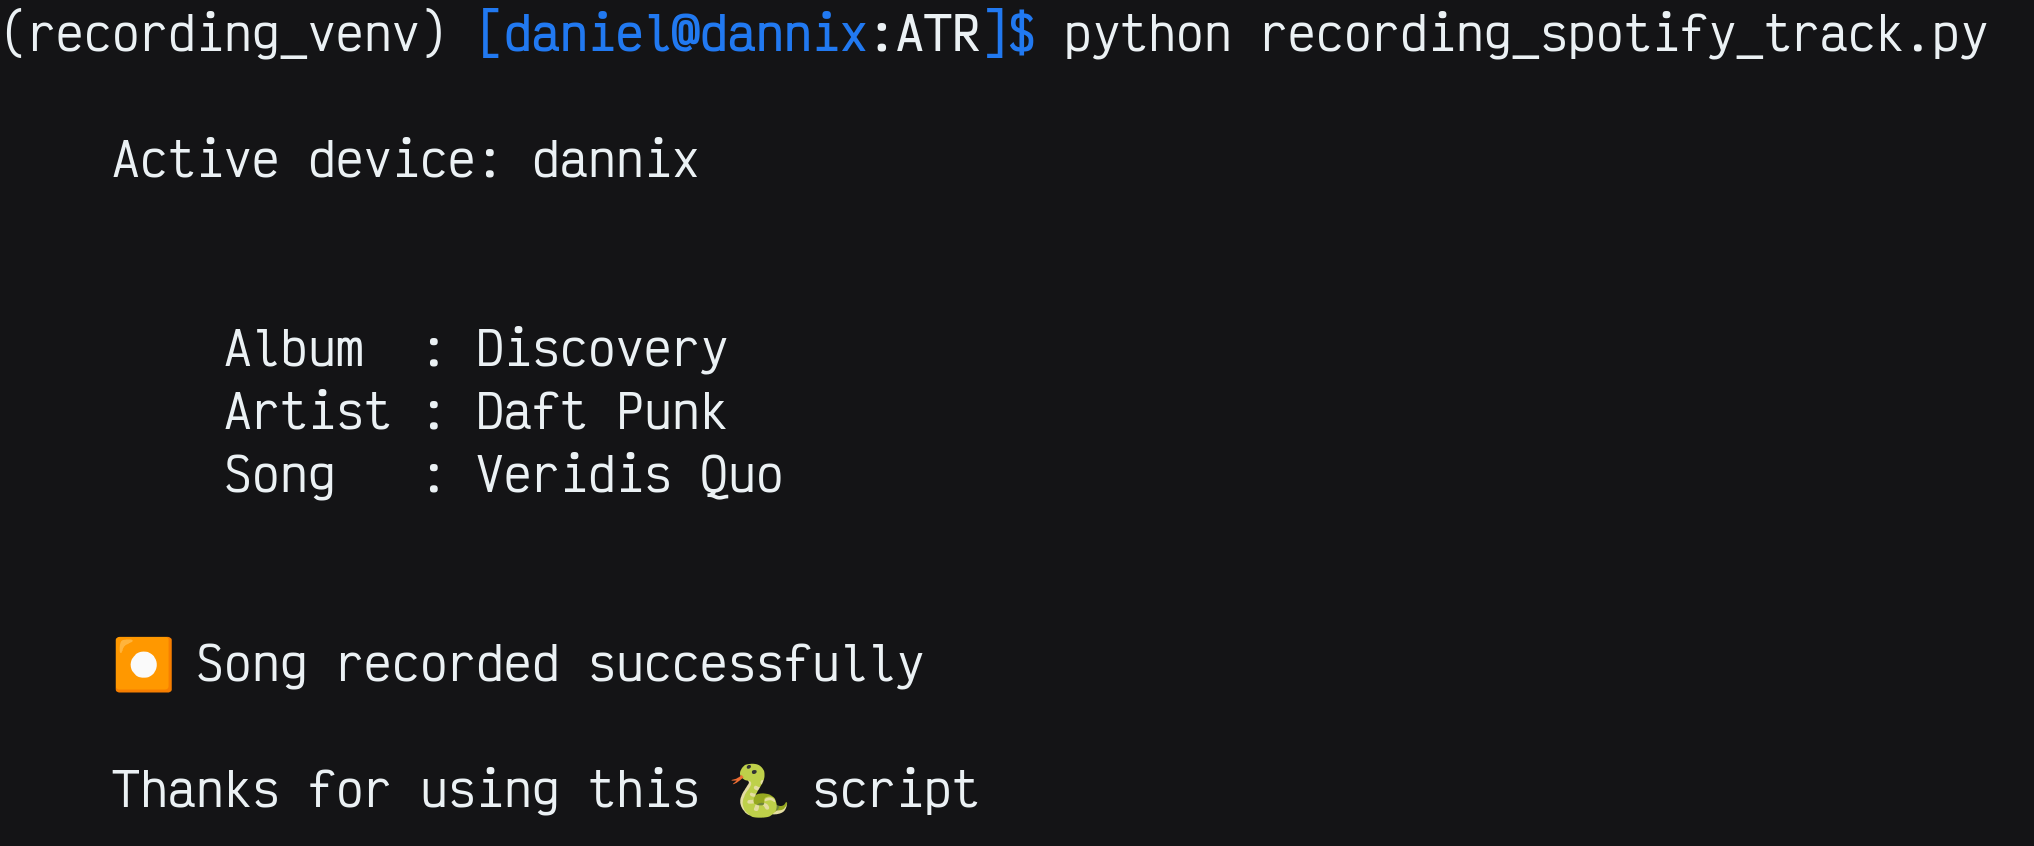 (recording_venv) [daniel@dannix:ATR]$ python recording_spotify_track.py
Active device: dannix
Album : Discovery
Artist : Daft Punk
Song : Veridis Quo
⏺️ Song recorded successfully
Thanks for using this 🐍 script